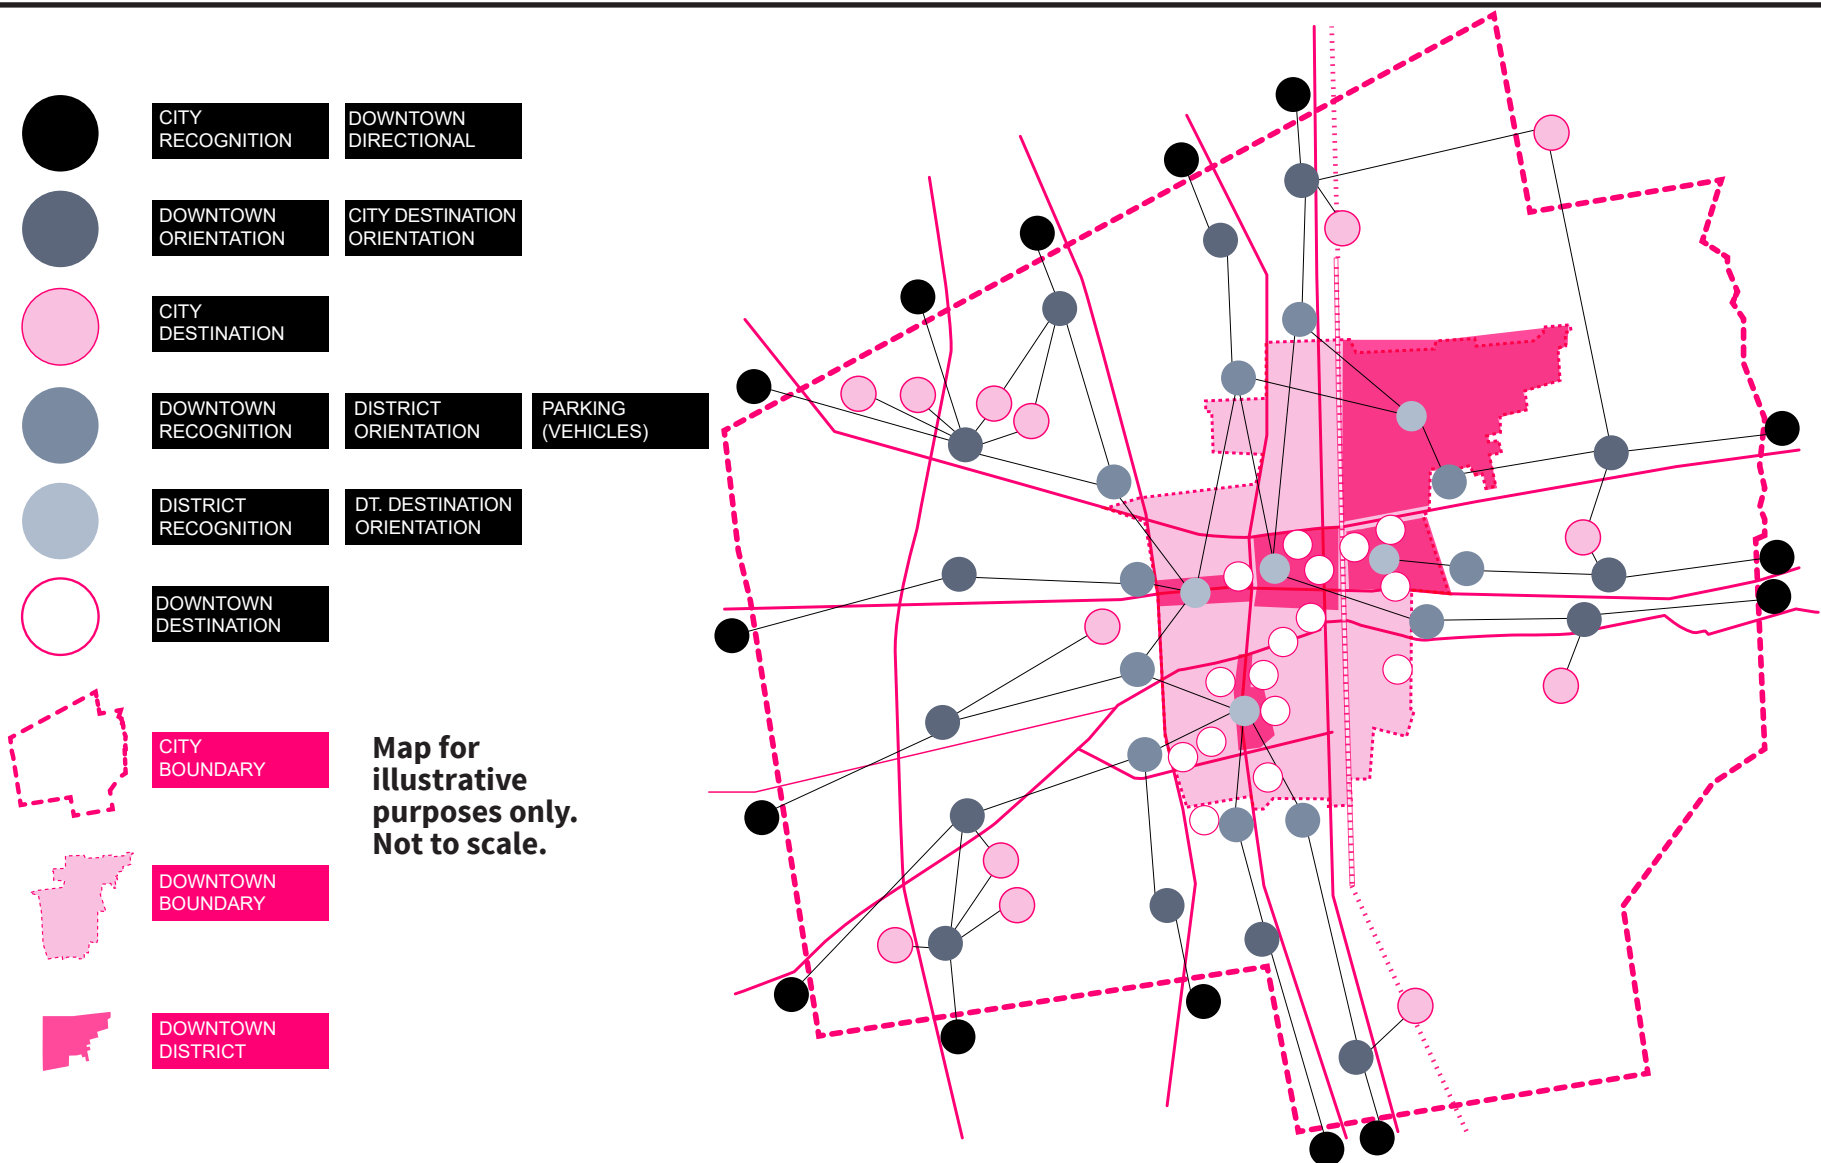 CITY
RECOGNITION
DOWNTOWN
DIRECTIONAL
DOWNTOWN
ORIENTATION
CITY DESTINATION
ORIENTATION
CITY
DESTINATION
DOWNTOWN
RECOGNITION
DISTRICT
ORIENTATION
PARKING
(VEHICLES)
DISTRICT
RECOGNITION
DT. DESTINATION
ORIENTATION
DOWNTOWN
DESTINATION
CITY
BOUNDARY
Map for
illustrative
purposes only.
Not to scale.
DOWNTOWN
BOUNDARY
DOWNTOWN
DISTRICT